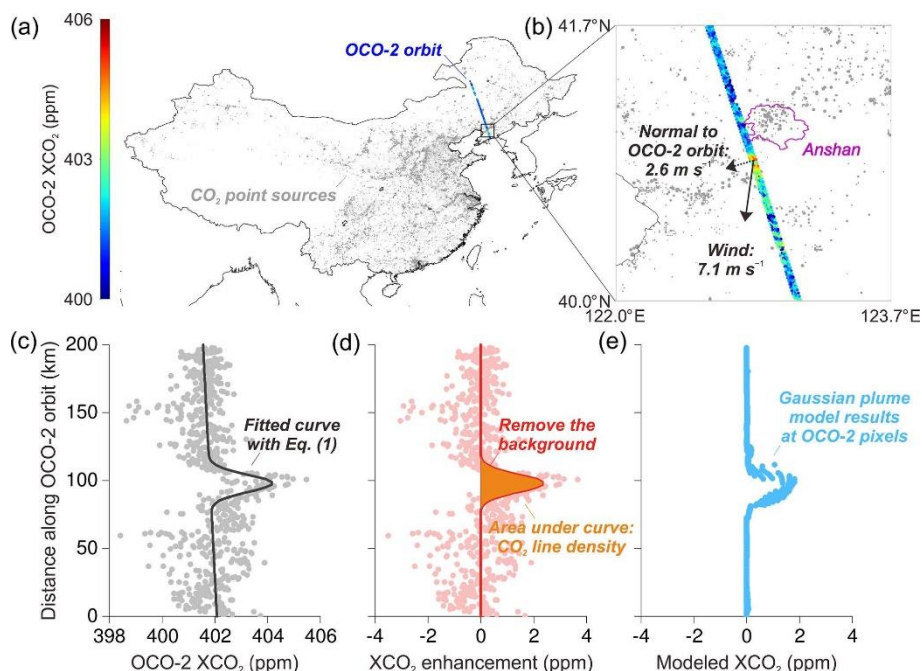 (a)
406
403
400
OCO-2 XCO₂ (ppm)
OCO-2 orbit
CO₂ point sources
(b)
41.7°N
40.0°N
122.0°E
123.7°E
Normal to
OCO-2 orbit:
2.6 m s⁻¹
Anshan
Wind:
7.1 m s⁻¹
(c)
Distance along OCO-2 orbit (km)
200
150
100
50
0
Fitted curve
with Eq. (1)
398
400
402
404
406
OCO-2 XCO₂ (ppm)
(d)
Remove the
background
Area under curve:
CO₂ line density
-4
-2
0
2
4
XCO₂ enhancement (ppm)
(e)
Gaussian plume
model results
at OCO-2 pixels
-4
-2
0
2
4
Modeled XCO₂ (ppm)